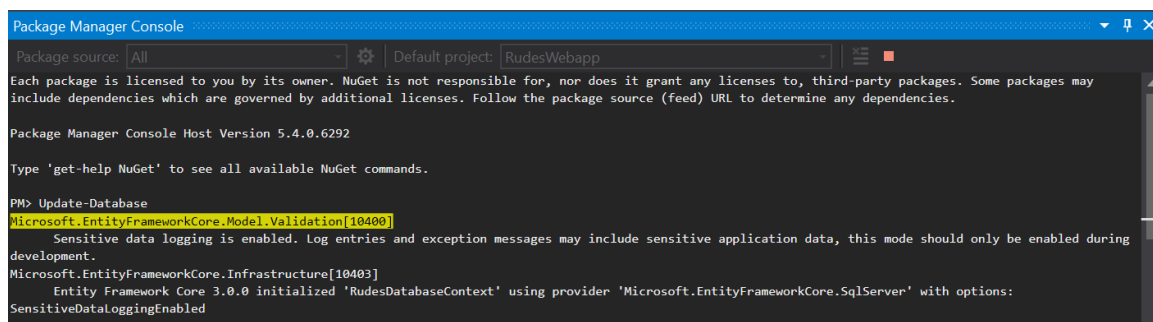 Package Manager Console
Package source: All Default project: RudesWebapp
Each package is licensed to you by its owner. NuGet is not responsible for, nor does it grant any licenses to, third-party packages. Some packages may
include dependencies which are governed by additional licenses. Follow the package source (feed) URL to determine any dependencies.
Package Manager Console Host Version 5.4.0.6292
Type 'get-help NuGet' to see all available NuGet commands.
PM> Update-Database
Microsoft.EntityFrameworkCore.Model.Validation[10400]
Sensitive data logging is enabled. Log entries and exception messages may include sensitive application data, this mode should only be enabled during
development.
Microsoft.EntityFrameworkCore.Infrastructure[10403]
Entity Framework Core 3.0.0 initialized 'RudesDatabaseContext' using provider 'Microsoft.EntityFrameworkCore.SqlServer' with options:
SensitiveDataLoggingEnabled